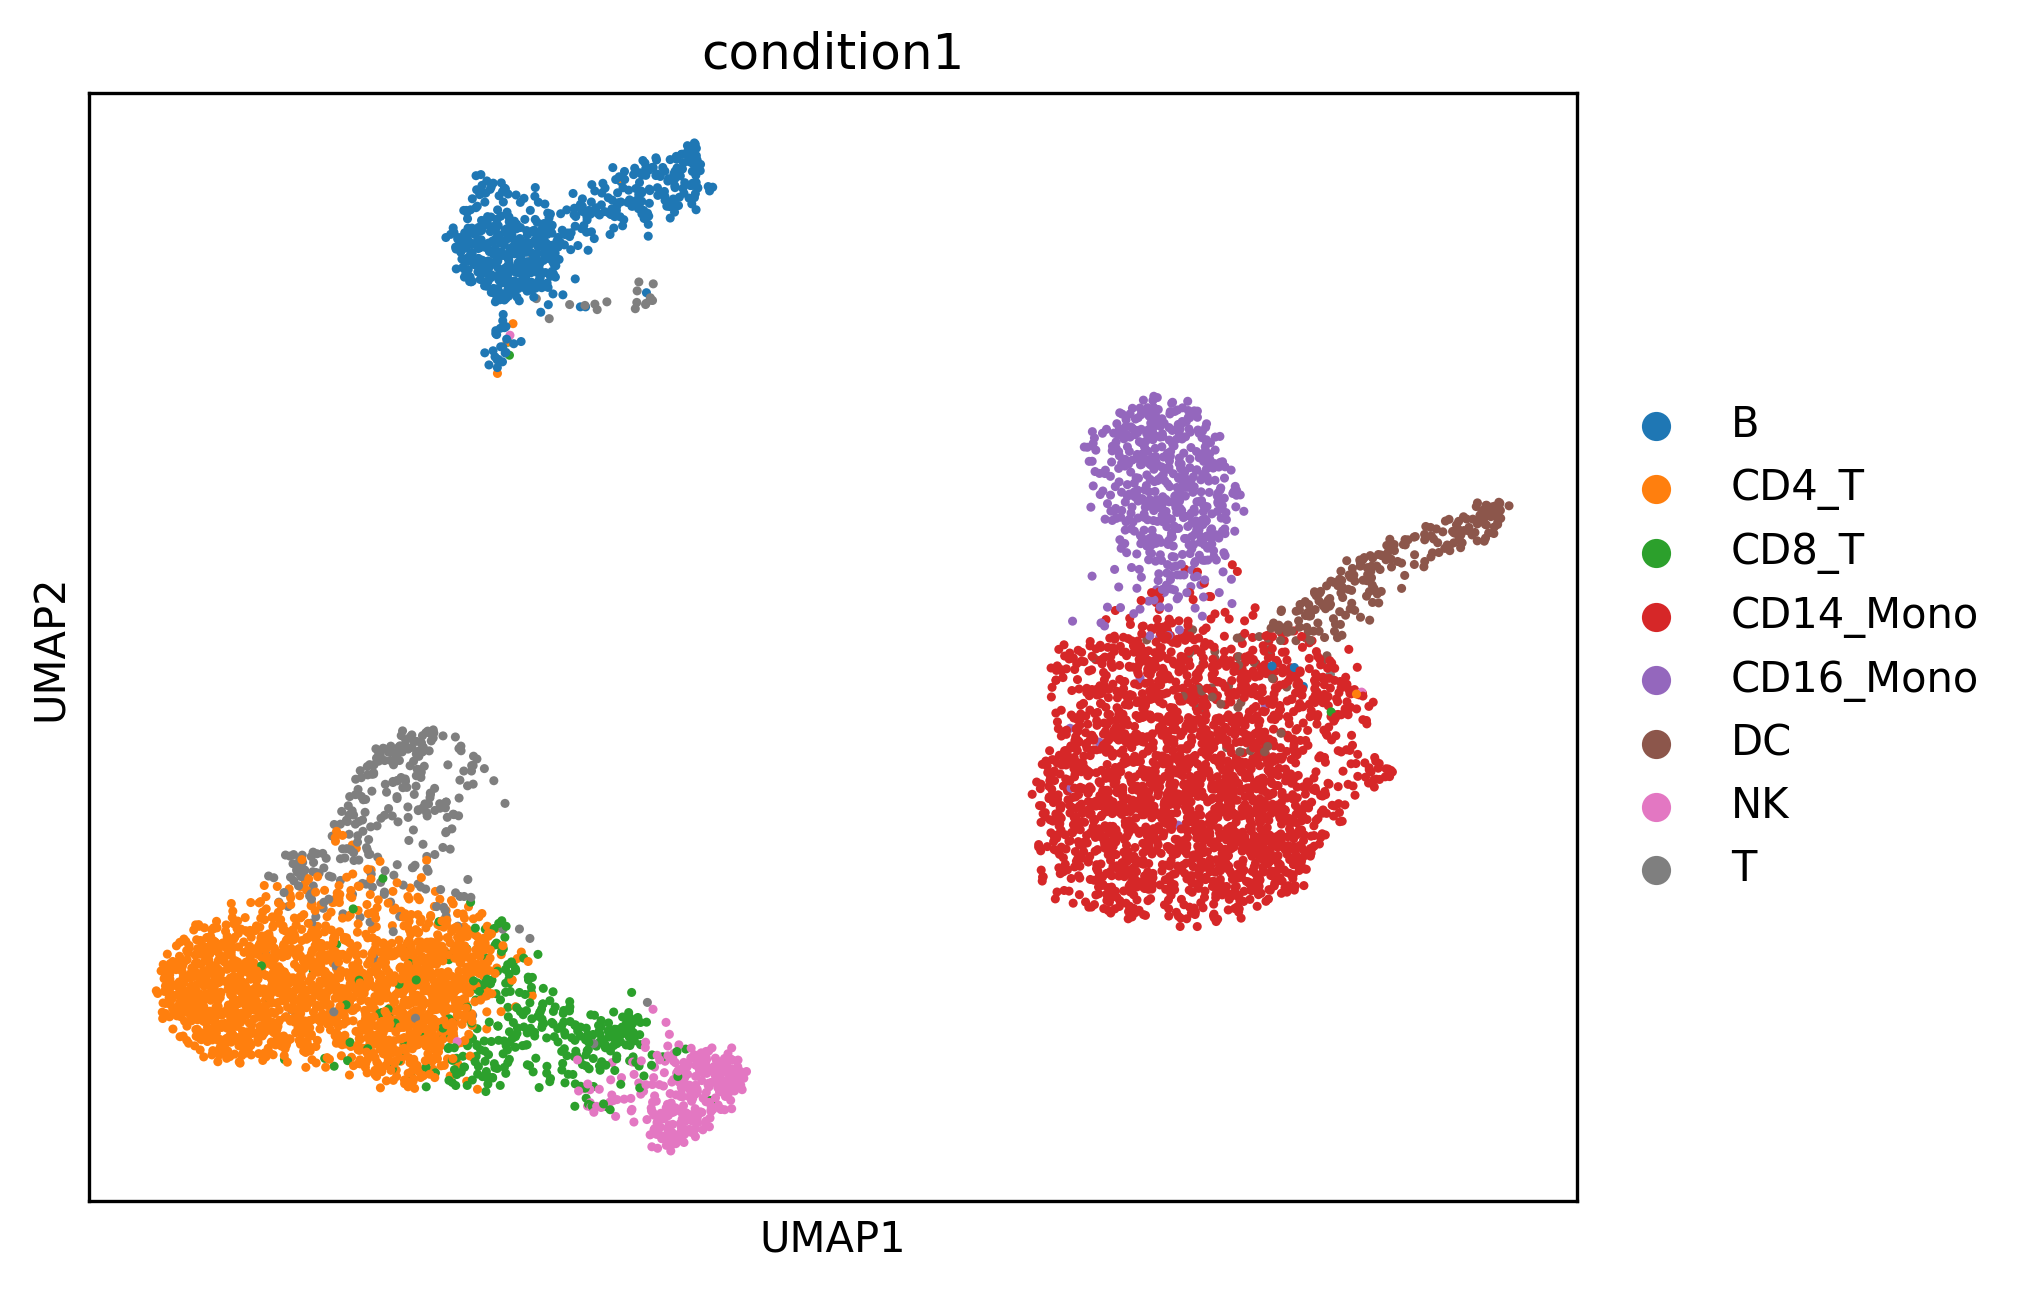 condition1
UMAP2
UMAP1
B
CD4_T
CD8_T
CD14_Mono
CD16_Mono
DC
NK
T